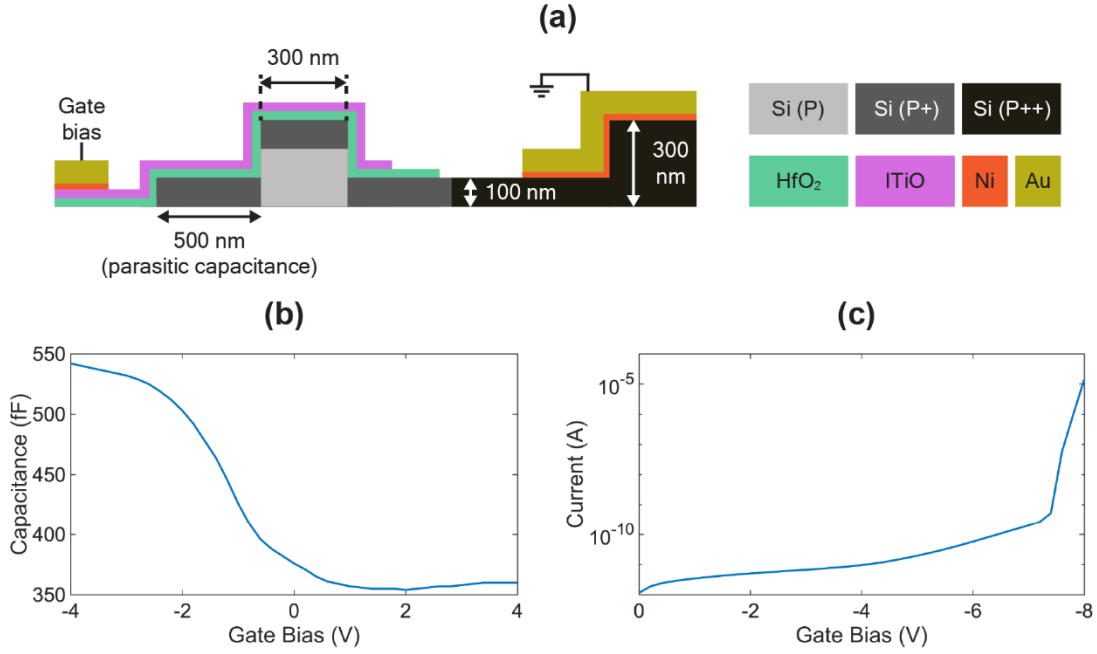 (a)
300 nm
Gate
bias
500 nm
(parasitic capacitance)
100 nm
300
nm
Si (P)
Si (P+)
Si (P++)
HfO₂
ITiO
Ni
Au
(b)
550
500
450
400
350
-4
-2
0
2
4
Capacitance (fF)
Gate Bias (V)
(c)
10⁻⁵
10⁻¹⁰
0
-2
-4
-6
-8
Current (A)
Gate Bias (V)